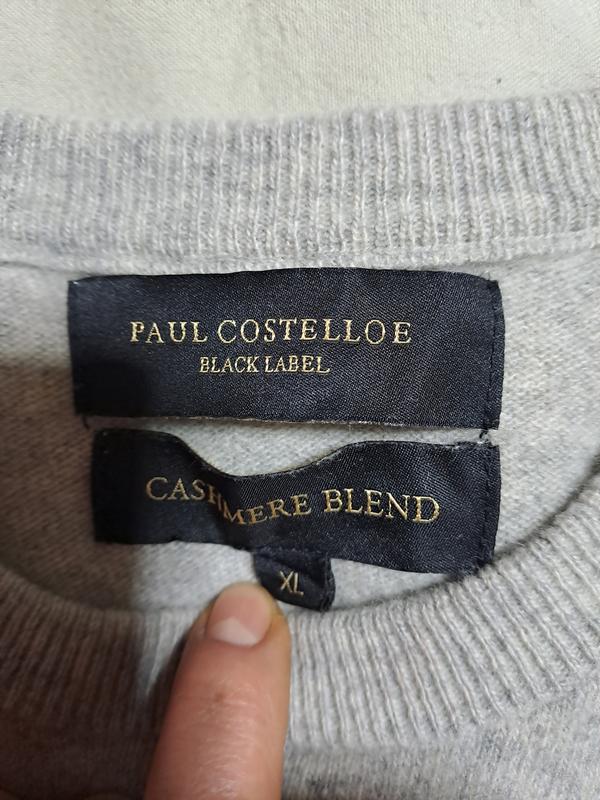 PAUL COSTELLOE
BLACK LABEL
CASHMERE BLEND
XL